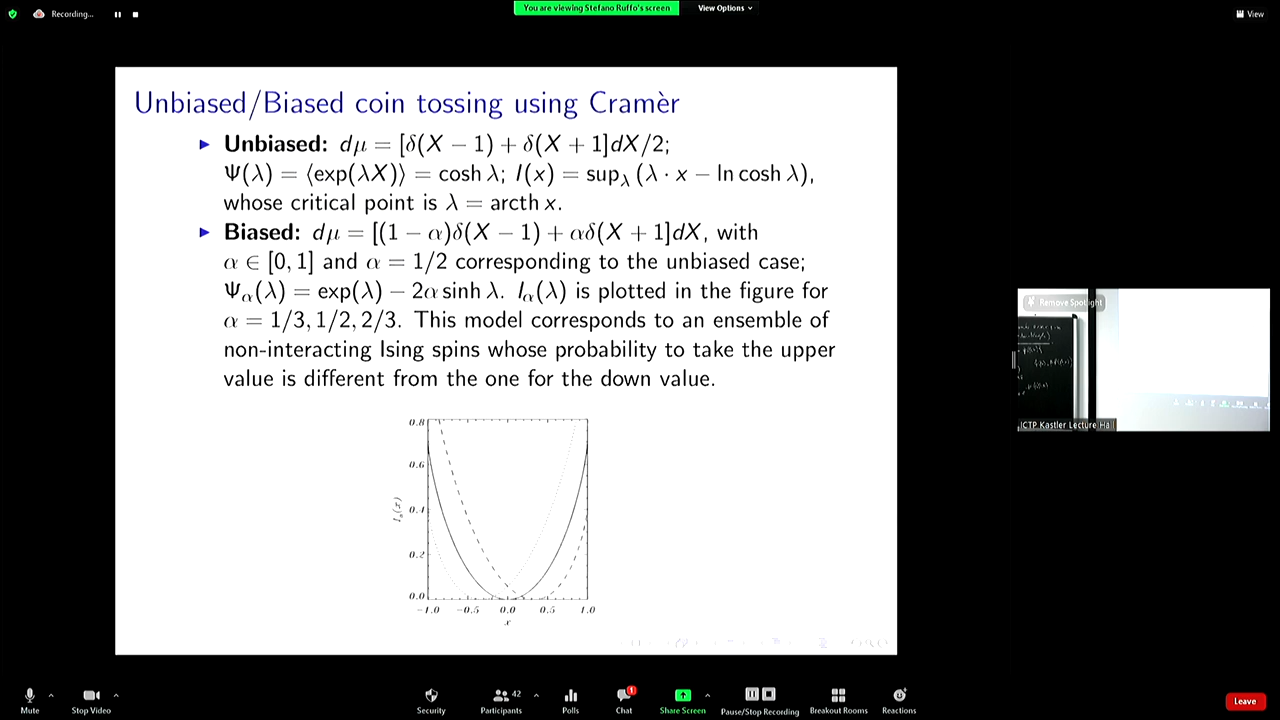 Recording...
You are viewing Stefano Ruffo's screen
View Options
View
Unbiased/Biased coin tossing using Cramèr
Unbiased: dμ = [δ(X − 1) + δ(X + 1]dX/2;
Ψ(λ) = ⟨exp(λX)⟩ = cosh λ; I(x) = sup_λ (λ · x − ln cosh λ),
whose critical point is λ = arcth x.
Biased: dμ = [(1 − α)δ(X − 1) + αδ(X + 1]dX, with
α ∈ [0, 1] and α = 1/2 corresponding to the unbiased case;
Ψ_α(λ) = exp(λ) − 2α sinh λ. I_α(λ) is plotted in the figure for
α = 1/3, 1/2, 2/3. This model corresponds to an ensemble of
non-interacting Ising spins whose probability to take the upper
value is different from the one for the down value.
0.8
0.6
0.4
0.2
0.0
I_α(x)
−1.0 −0.5 0.0 0.5 1.0
x
Remove Spotlight
ICTP Kastler Lecture Hall
Mute
Stop Video
Security
42
Participants
Polls
1
Chat
Share Screen
Pause/Stop Recording
Breakout Rooms
Reactions
Leave